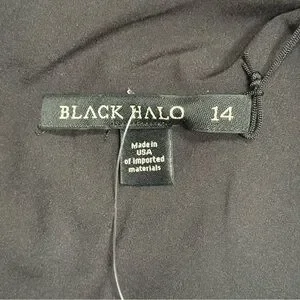 BLACK HALO 14
Made in
USA
of imported
materials